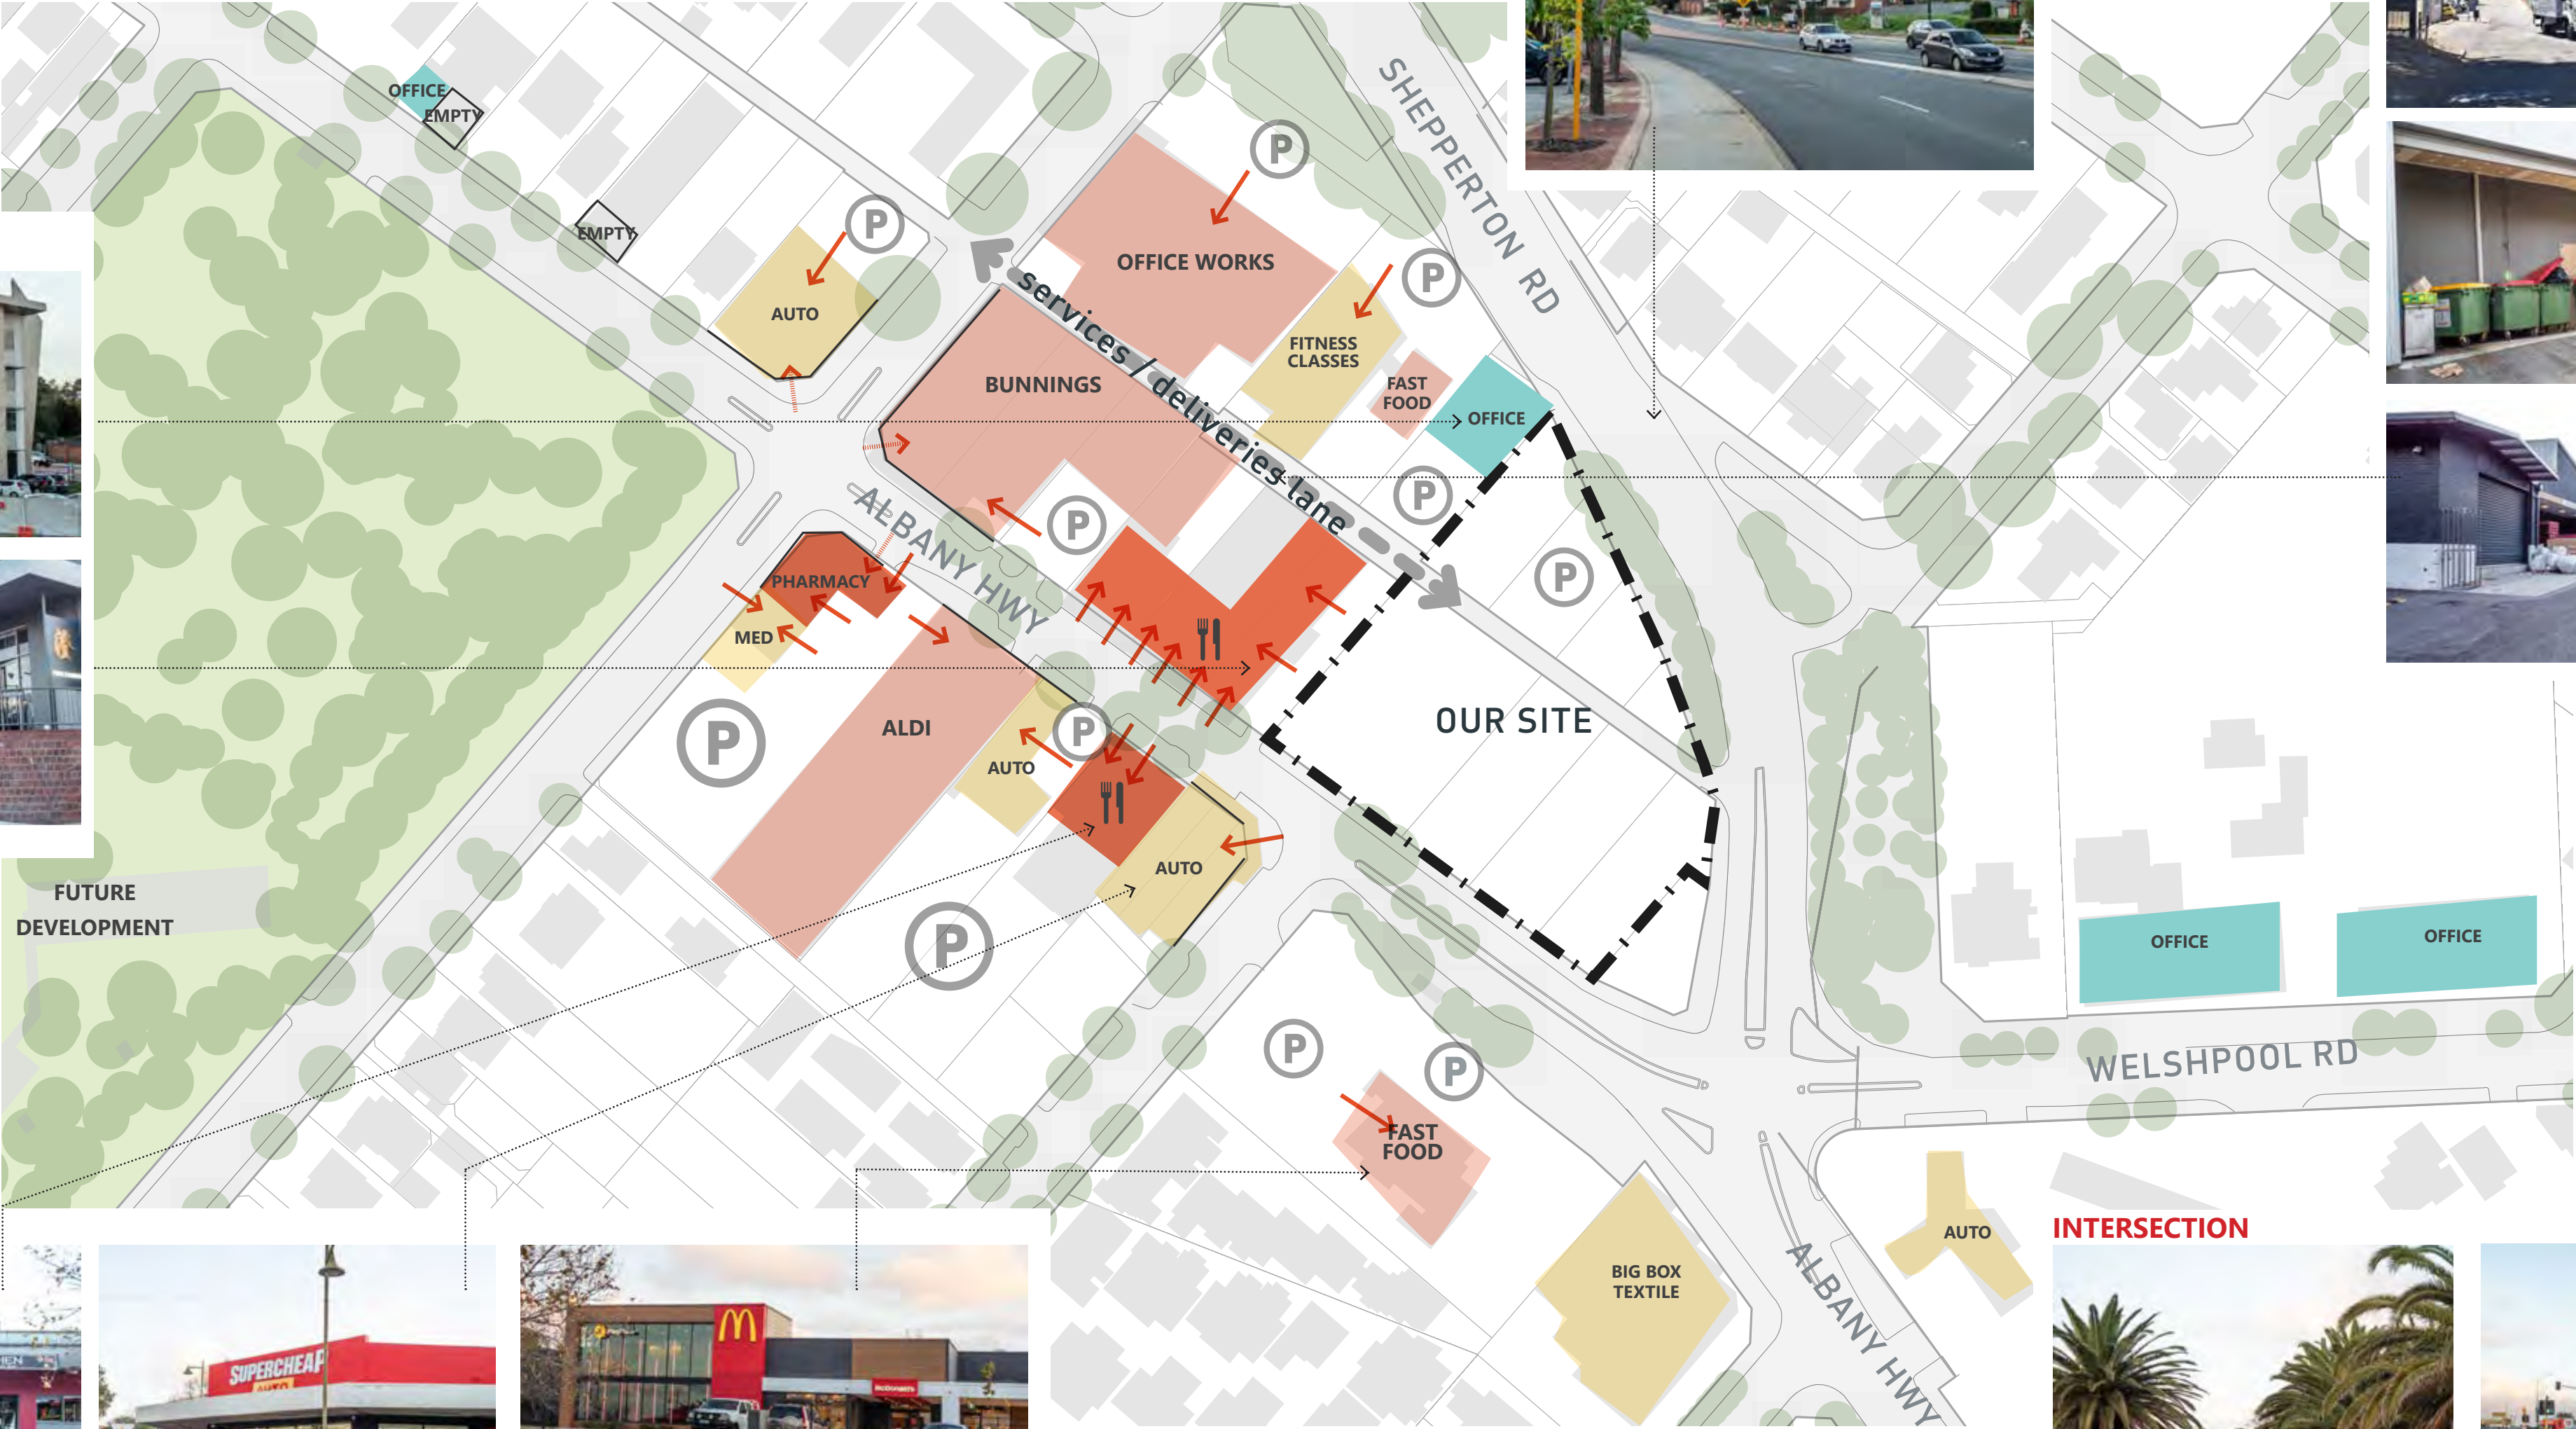 OFFICE
EMPTY
EMPTY
P
P
SHEPPERTON RD
OFFICE WORKS
P
AUTO
services / deliveries lane
FITNESS
CLASSES
BUNNINGS
FAST
FOOD
OFFICE
P
P
ALBANY HWY
P
PHARMACY
MED
P
ALDI
P
OUR SITE
AUTO
AUTO
P
FUTURE
DEVELOPMENT
OFFICE
OFFICE
P
P
WELSHPOOL RD
FAST
FOOD
AUTO
BIG BOX
TEXTILE
ALBANY HWY
INTERSECTION
SUPERCHEAP
AUTO
McDonald's